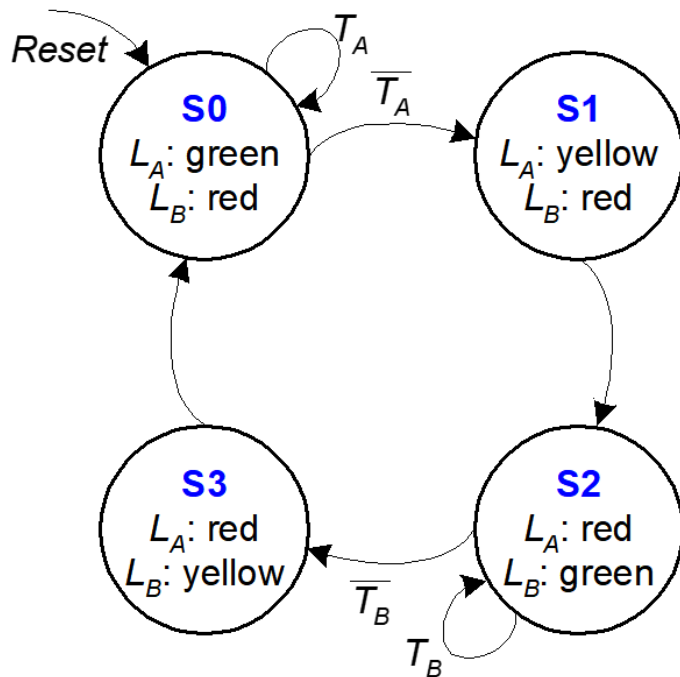 Reset
T_A
T̅_A
S0
L_A: green
L_B: red
S1
L_A: yellow
L_B: red
S3
L_A: red
L_B: yellow
S2
L_A: red
L_B: green
T̅_B
T_B